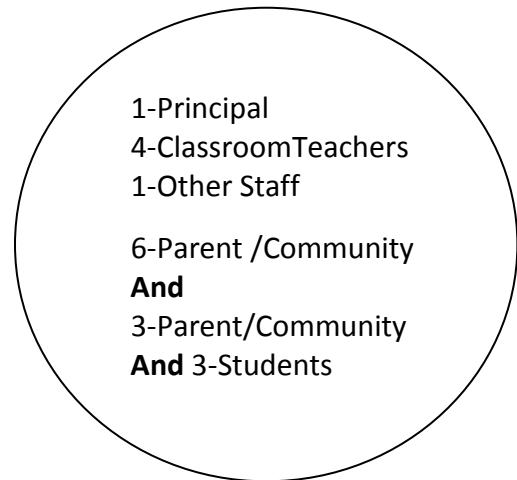 1-Principal
4-ClassroomTeachers
1-Other Staff
6-Parent /Community
And
3-Parent/Community
And 3-Students